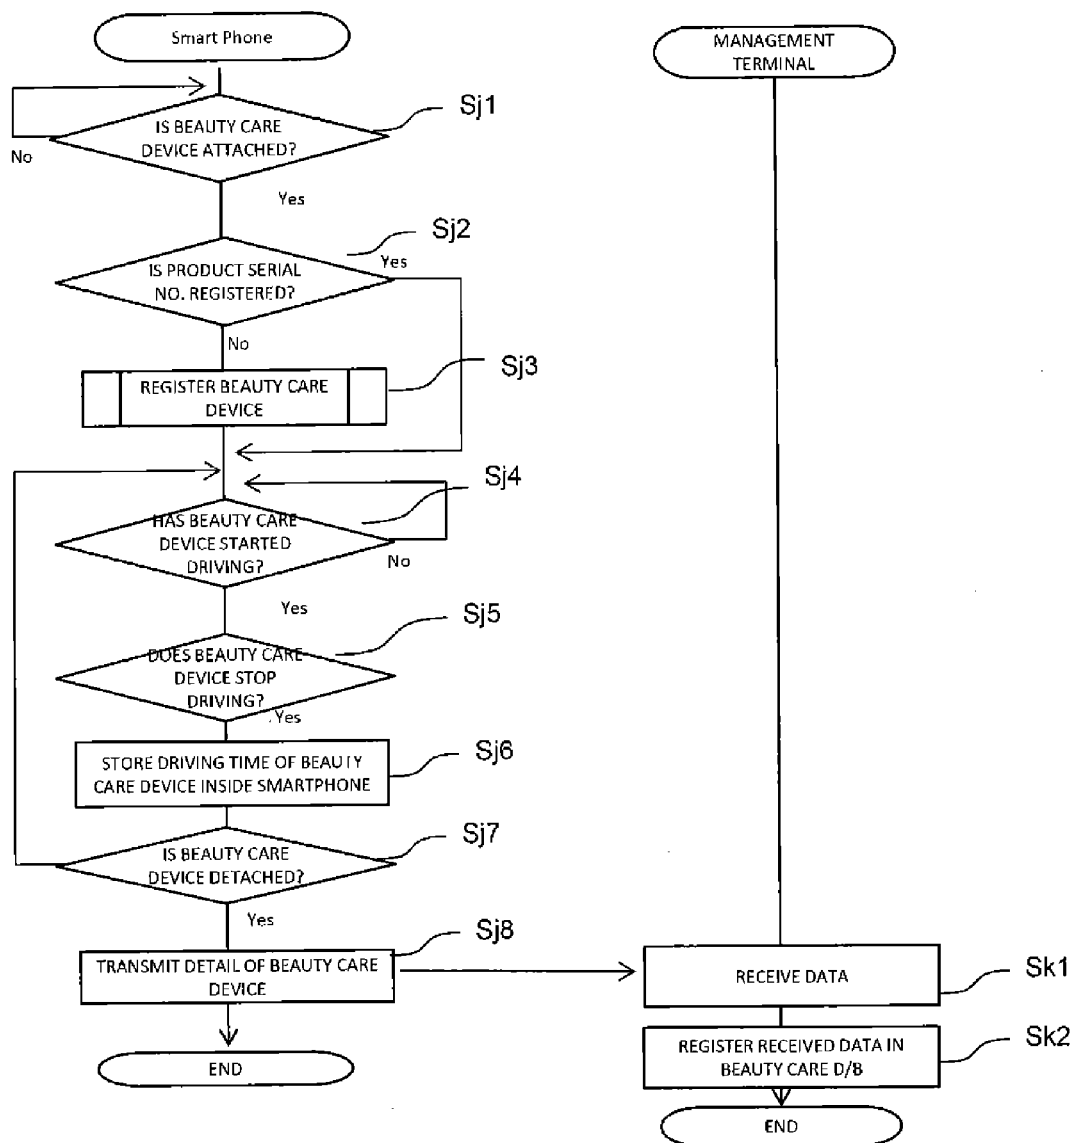 Smart Phone
MANAGEMENT
TERMINAL
Sj1
IS BEAUTY CARE
DEVICE ATTACHED?
No
Yes
Sj2
Yes
IS PRODUCT SERIAL
NO. REGISTERED?
No
Sj3
REGISTER BEAUTY CARE
DEVICE
Sj4
HAS BEAUTY CARE
DEVICE STARTED
DRIVING?
No
Yes
Sj5
DOES BEAUTY CARE
DEVICE STOP
DRIVING?
Yes
Sj6
STORE DRIVING TIME OF BEAUTY
CARE DEVICE INSIDE SMARTPHONE
Sj7
IS BEAUTY CARE
DEVICE DETACHED?
Yes
Sj8
TRANSMIT DETAIL OF BEAUTY CARE
DEVICE
RECEIVE DATA
Sk1
REGISTER RECEIVED DATA IN
BEAUTY CARE D/B
Sk2
END
END